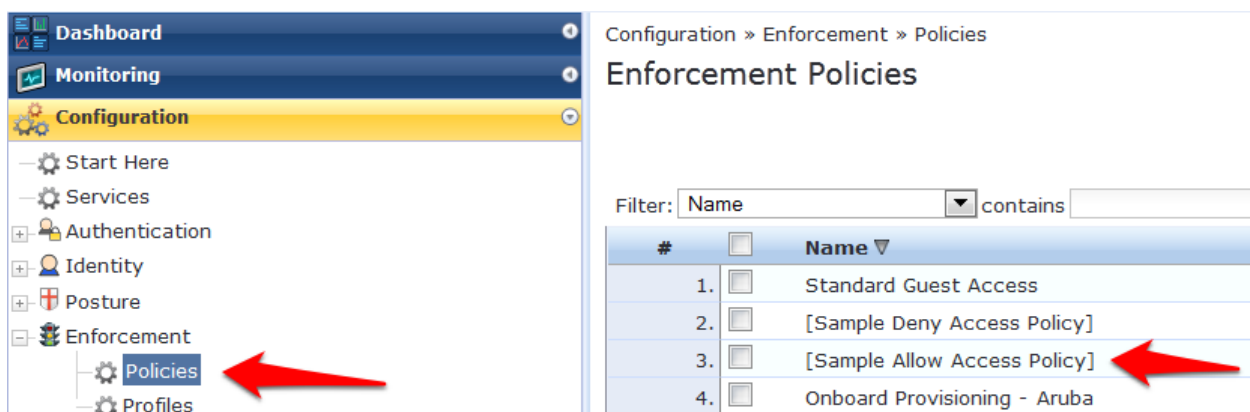 Dashboard
Monitoring
Configuration
Start Here
Services
Authentication
Identity
Posture
Enforcement
Policies
Profiles
Configuration » Enforcement » Policies
Enforcement Policies
Filter: Name contains
# Name
1. Standard Guest Access
2. [Sample Deny Access Policy]
3. [Sample Allow Access Policy]
4. Onboard Provisioning - Aruba